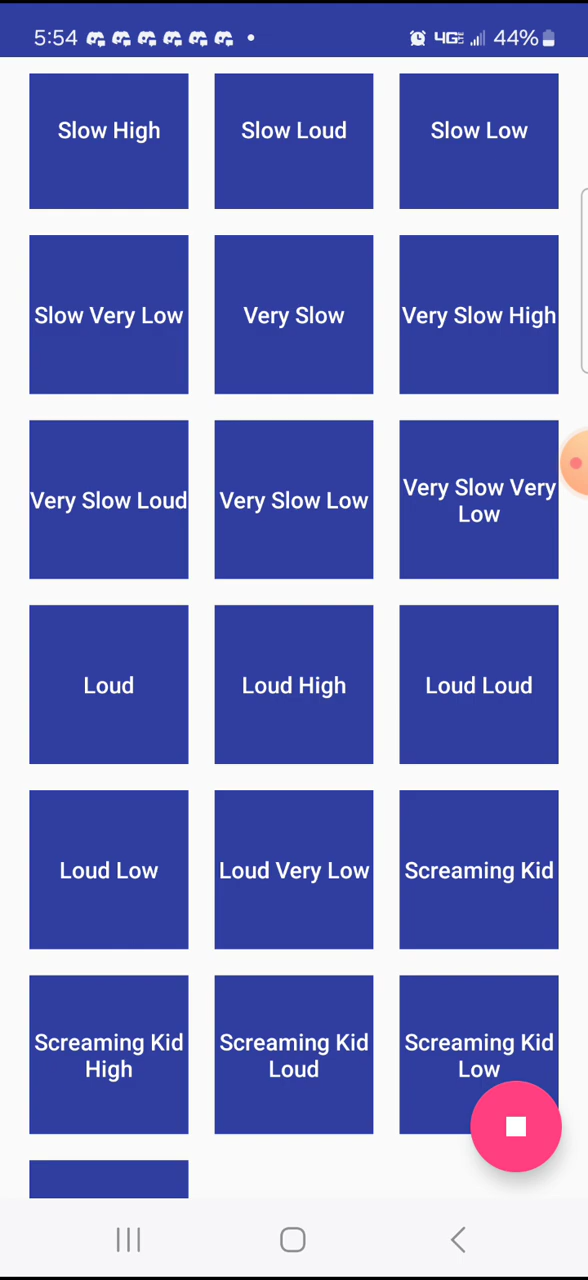 5:54
4GE 44%
Slow High
Slow Loud
Slow Low
Slow Very Low
Very Slow
Very Slow High
Very Slow Loud
Very Slow Low
Very Slow Very
Low
Loud
Loud High
Loud Loud
Loud Low
Loud Very Low
Screaming Kid
Screaming Kid
High
Screaming Kid
Loud
Screaming Kid
Low